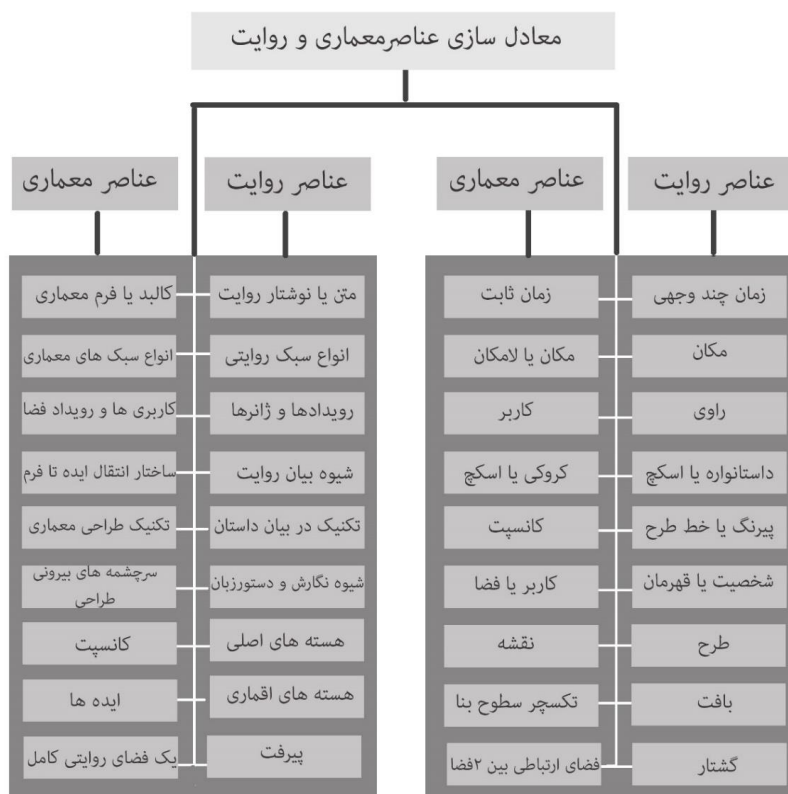 معادل سازی عناصرمعماری و روایت
عناصر روایت
عناصر معماری
زمان چند وجهی
زمان ثابت
مکان
مکان یا لامکان
راوی
کاربر
داستانواره یا اسکچ
کروکی یا اسکچ
پیرنگ یا خط طرح
کانسپت
شخصیت یا قهرمان
کاربر یا فضا
طرح
نقشه
بافت
تکسچر سطوح بنا
گشتار
فضای ارتباطی بین ۲فضا
عناصر روایت
عناصر معماری
متن یا نوشتار روایت
کالبد یا فرم معماری
انواع سبک روایتی
انواع سبک های معماری
رویدادها و ژانرها
کاربری ها و رویداد فضا
شیوه بیان روایت
ساختار انتقال ایده تا فرم
تکنیک در بیان داستان
تکنیک طراحی معماری
شیوه نگارش و دستورزبان
سرچشمه های بیرونی
طراحی
هسته های اصلی
کانسپت
هسته های اقماری
ایده ها
پیرفت
یک فضای روایتی کامل